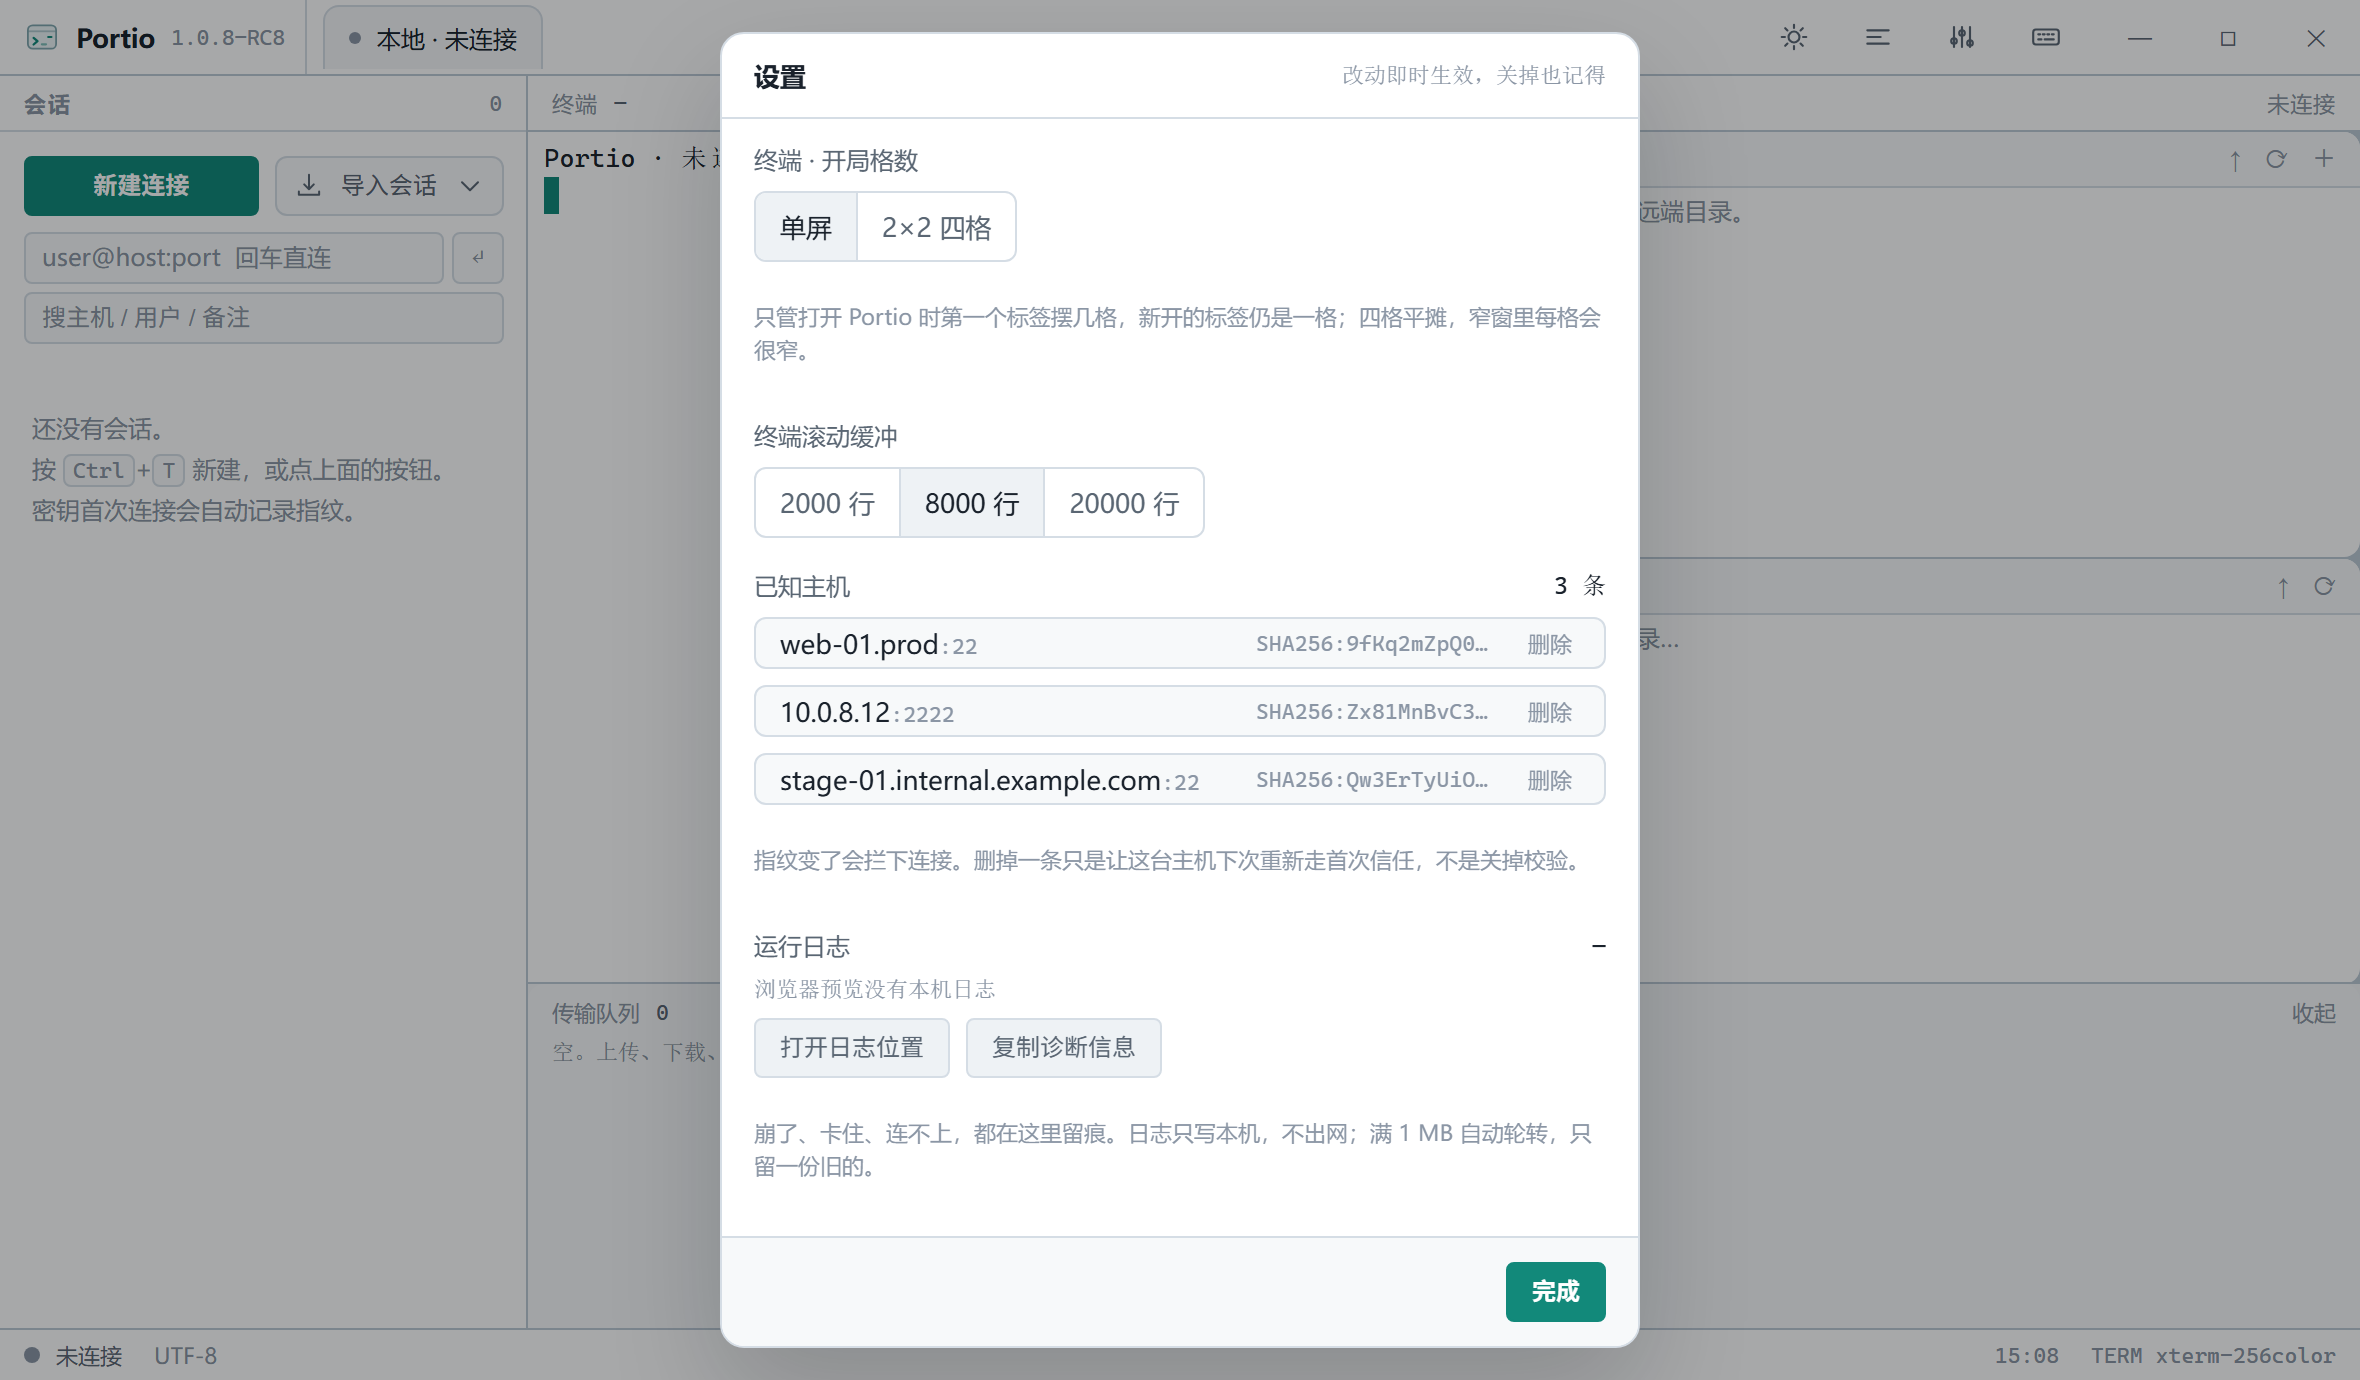 Portio 1.0.8-RC8
本地 · 未连接
会话 0
新建连接
导入会话
user@host:port 回车直连
搜主机 / 用户 / 备注
还没有会话。
按 Ctrl+T 新建，或点上面的按钮。
密钥首次连接会自动记录指纹。
终端 —
未连接
Portio · 未
远端目录。
录...
传输队列 0
收起
空。上传、下载、
设置
改动即时生效，关掉也记得
终端 · 开局格数
单屏
2×2 四格
只管打开 Portio 时第一个标签摆几格，新开的标签仍是一格；四格平摊，窄窗里每格会
很窄。
终端滚动缓冲
2000 行
8000 行
20000 行
已知主机
3 条
web-01.prod:22 SHA256:9fKq2mZpQ0… 删除
10.0.8.12:2222 SHA256:Zx81MnBvC3… 删除
stage-01.internal.example.com:22 SHA256:Qw3ErTyUiO… 删除
指纹变了会拦下连接。删掉一条只是让这台主机下次重新走首次信任，不是关掉校验。
运行日志 —
浏览器预览没有本机日志
打开日志位置
复制诊断信息
崩了、卡住、连不上，都在这里留痕。日志只写本机，不出网；满 1 MB 自动轮转，只
留一份旧的。
完成
未连接 UTF-8
15:08 TERM xterm-256color